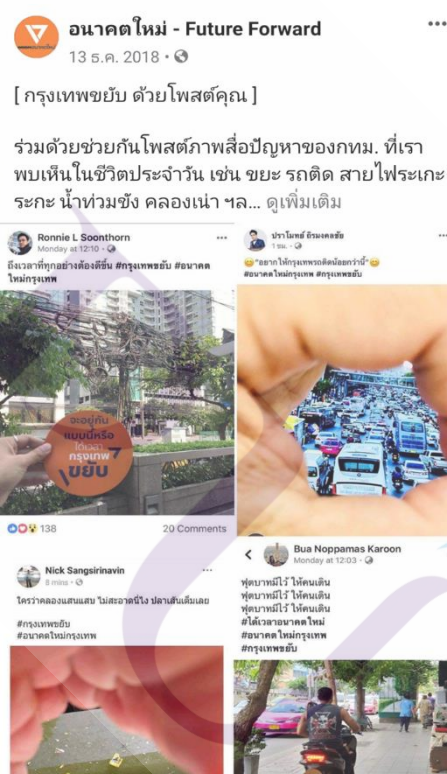 อนาคตใหม่ - Future Forward
13 ธ.ค. 2018 ·
[ กรุงเทพขยับ ด้วยโพสต์คุณ ]
ร่วมด้วยช่วยกันโพสต์ภาพสื่อปัญหาของกทม. ที่เรา
พบเห็นในชีวิตประจำวัน เช่น ขยะ รถติด สายไฟระเกะ
ระกะ น้ำท่วมขัง คลองเน่า ฯล... ดูเพิ่มเติม
Ronnie L Soonthorn
Monday at 12:10 ·
ถึงเวลาที่ทุกอย่างต้องดีขึ้น #กรุงเทพขยับ #อนาคต
ใหม่กรุงเทพ
จะอยู่กัน
แบบนี้หรือ
ได้เวลา
กรุงเทพ
ขยับ
138
20 Comments
ปราโมทย์
1 ชม. ·
"อยากให้กรุงเทพรถติดน้อยกว่านี้"
#อนาคตใหม่กรุงเทพ #กรุงเทพขยับ
Nick Sangsirinavin
8 mins ·
ใครว่าคลองแสนแสบ ไม่สะอาดนี่ไง ปลาเส้นเต็มเลย
#กรุงเทพขยับ
#อนาคตใหม่กรุงเทพ
Bua Noppamas Karoon
Monday at 12:03 ·
ฟุตบาทมีไว้ ให้คนเดิน
ฟุตบาทมีไว้ ให้คนเดิน
ฟุตบาทมีไว้ ให้คนเดิน
#ได้เวลาอนาคตใหม่
#อนาคตใหม่กรุงเทพ
#กรุงเทพขยับ